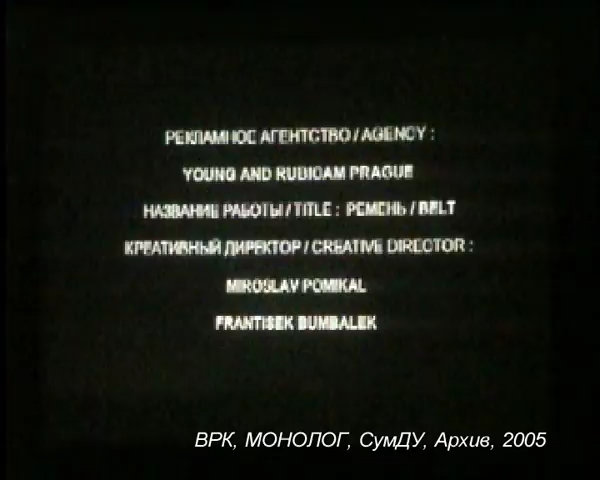 РЕКЛАМНОЕ АГЕНТСТВО / AGENCY :
YOUNG AND RUBICAM PRAGUE
НАЗВАНИЕ РАБОТЫ / TITLE : РЕМЕНЬ / BELT
КРЕАТИВНЫЙ ДИРЕКТОР / CREATIVE DIRECTOR :
MIROSLAV POMIKAL
FRANTISEK BUMBALEK
ВРК, МОНОЛОГ, СумДУ, Архив, 2005